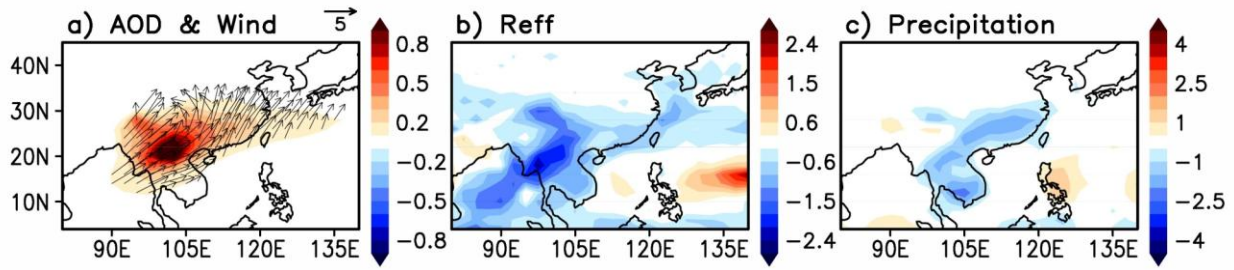 a) AOD & Wind
5
b) Reff
c) Precipitation
40N
30N
20N
10N
90E
105E
120E
135E
0.8
0.5
0.2
−0.2
−0.5
−0.8
90E
105E
120E
135E
2.4
1.5
0.6
−0.6
−1.5
−2.4
90E
105E
120E
135E
4
2.5
1
−1
−2.5
−4